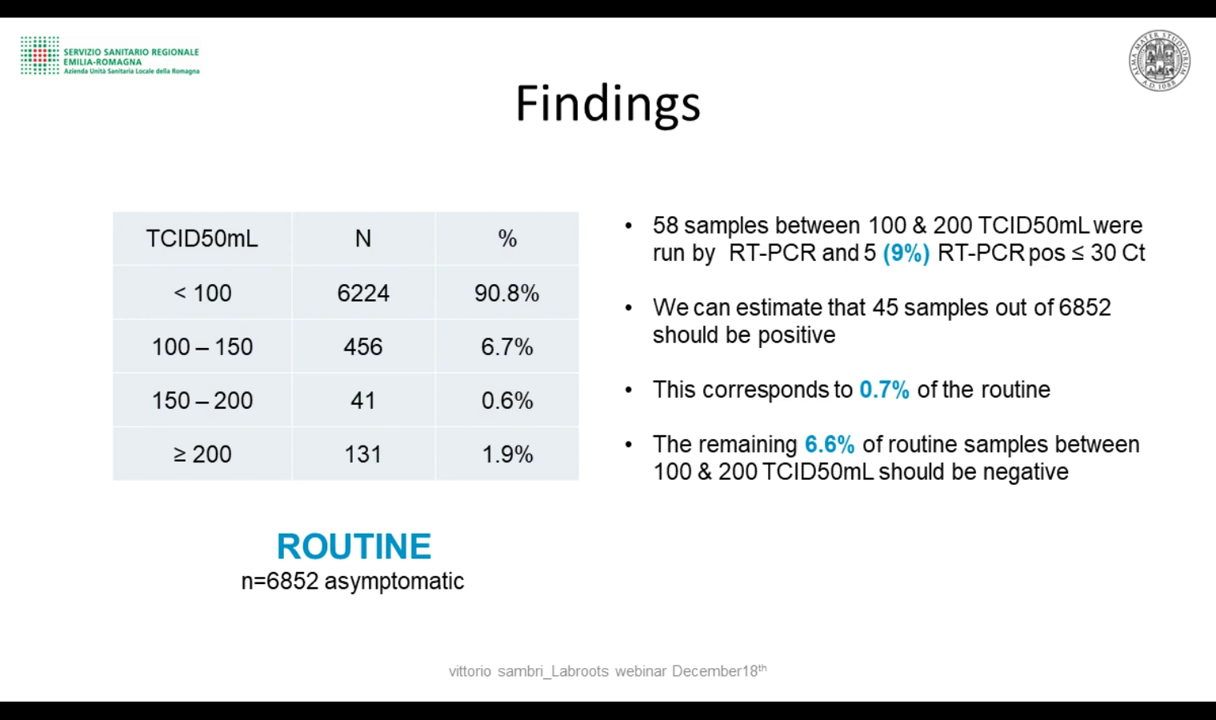 SERVIZIO SANITARIO REGIONALE
EMILIA-ROMAGNA
Azienda Unità Sanitaria Locale della Romagna
ALMA MATER STUDIORUM
A.D. 1088
Findings
TCID50mL N %
< 100 6224 90.8%
100 – 150 456 6.7%
150 – 200 41 0.6%
≥ 200 131 1.9%
ROUTINE
n=6852 asymptomatic
• 58 samples between 100 & 200 TCID50mL were
run by RT-PCR and 5 (9%) RT-PCR pos ≤ 30 Ct
• We can estimate that 45 samples out of 6852
should be positive
• This corresponds to 0.7% of the routine
• The remaining 6.6% of routine samples between
100 & 200 TCID50mL should be negative
vittorio sambri_Labroots webinar December18th